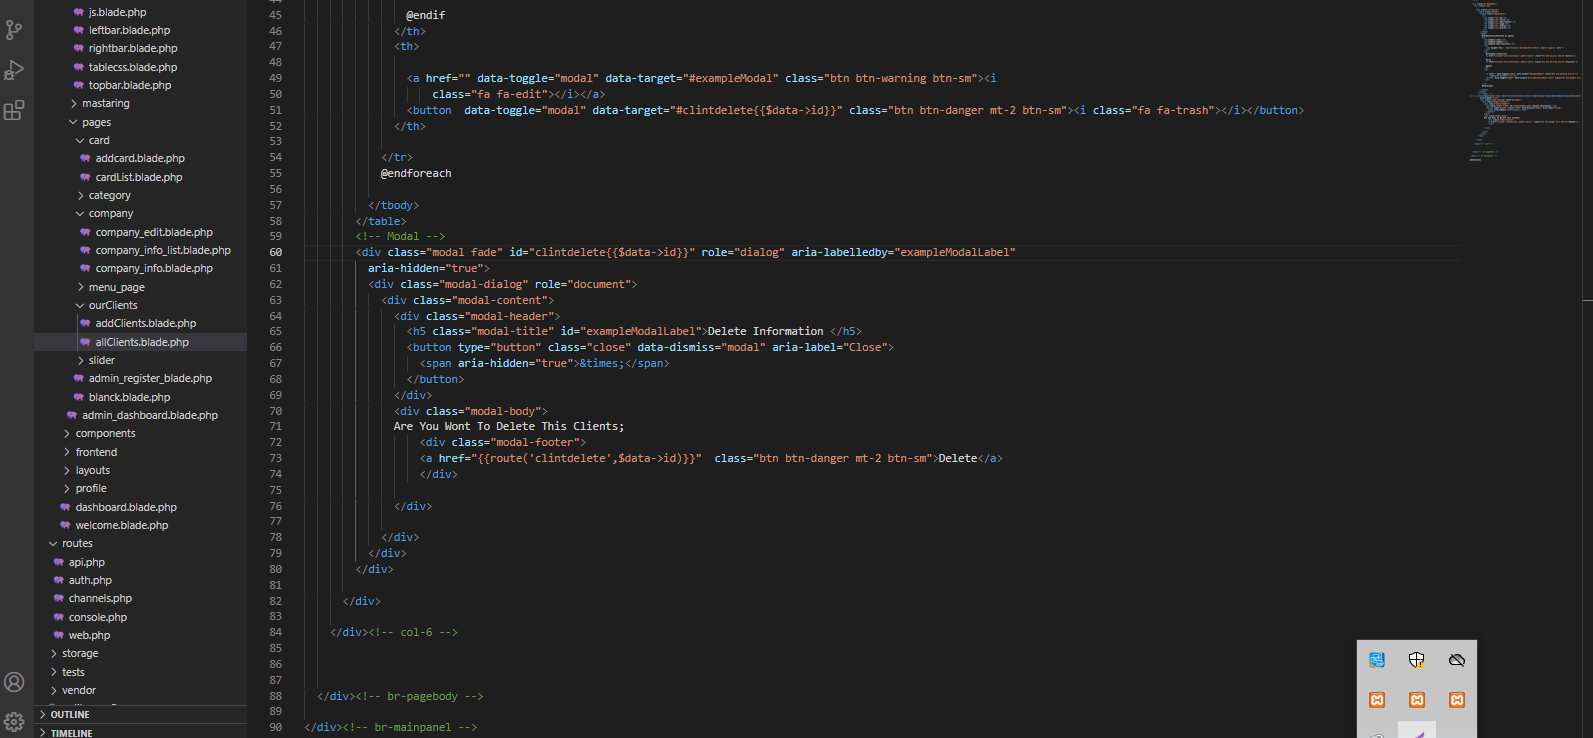 js.blade.php
leftbar.blade.php
rightbar.blade.php
tablecss.blade.php
topbar.blade.php
mastaring
pages
card
addcard.blade.php
cardList.blade.php
category
company
company_edit.blade.php
company_info_list.blade.php
company_info.blade.php
menu_page
ourClients
addClients.blade.php
allClients.blade.php
slider
admin_register_blade.php
blanck.blade.php
admin_dashboard.blade.php
components
frontend
layouts
profile
dashboard.blade.php
welcome.blade.php
routes
api.php
auth.php
channels.php
console.php
web.php
storage
tests
vendor
OUTLINE
TIMELINE
45 @endif
46 </th>
47 <th>
48
49 <a href="" data-toggle="modal" data-target="#exampleModal" class="btn btn-warning btn-sm"><i
50 class="fa fa-edit"></i></a>
51 <button  data-toggle="modal" data-target="#clintdelete{{$data->id}}" class="btn btn-danger mt-2 btn-sm"><i class="fa fa-trash"></i></button>
52 </th>
53
54 </tr>
55 @endforeach
56
57 </tbody>
58 </table>
59 <!-- Modal -->
60 <div class="modal fade" id="clintdelete{{$data->id}}" role="dialog" aria-labelledby="exampleModalLabel"
61 aria-hidden="true">
62 <div class="modal-dialog" role="document">
63 <div class="modal-content">
64 <div class="modal-header">
65 <h5 class="modal-title" id="exampleModalLabel">Delete Information </h5>
66 <button type="button" class="close" data-dismiss="modal" aria-label="Close">
67 <span aria-hidden="true">&times;</span>
68 </button>
69 </div>
70 <div class="modal-body">
71 Are You Wont To Delete This Clients;
72 <div class="modal-footer">
73 <a href="{{route('clintdelete',$data->id)}}"  class="btn btn-danger mt-2 btn-sm">Delete</a>
74 </div>
75
76 </div>
77
78 </div>
79 </div>
80 </div>
81
82 </div>
83
84 </div><!-- col-6 -->
85
86
87
88 </div><!-- br-pagebody -->
89
90 </div><!-- br-mainpanel -->